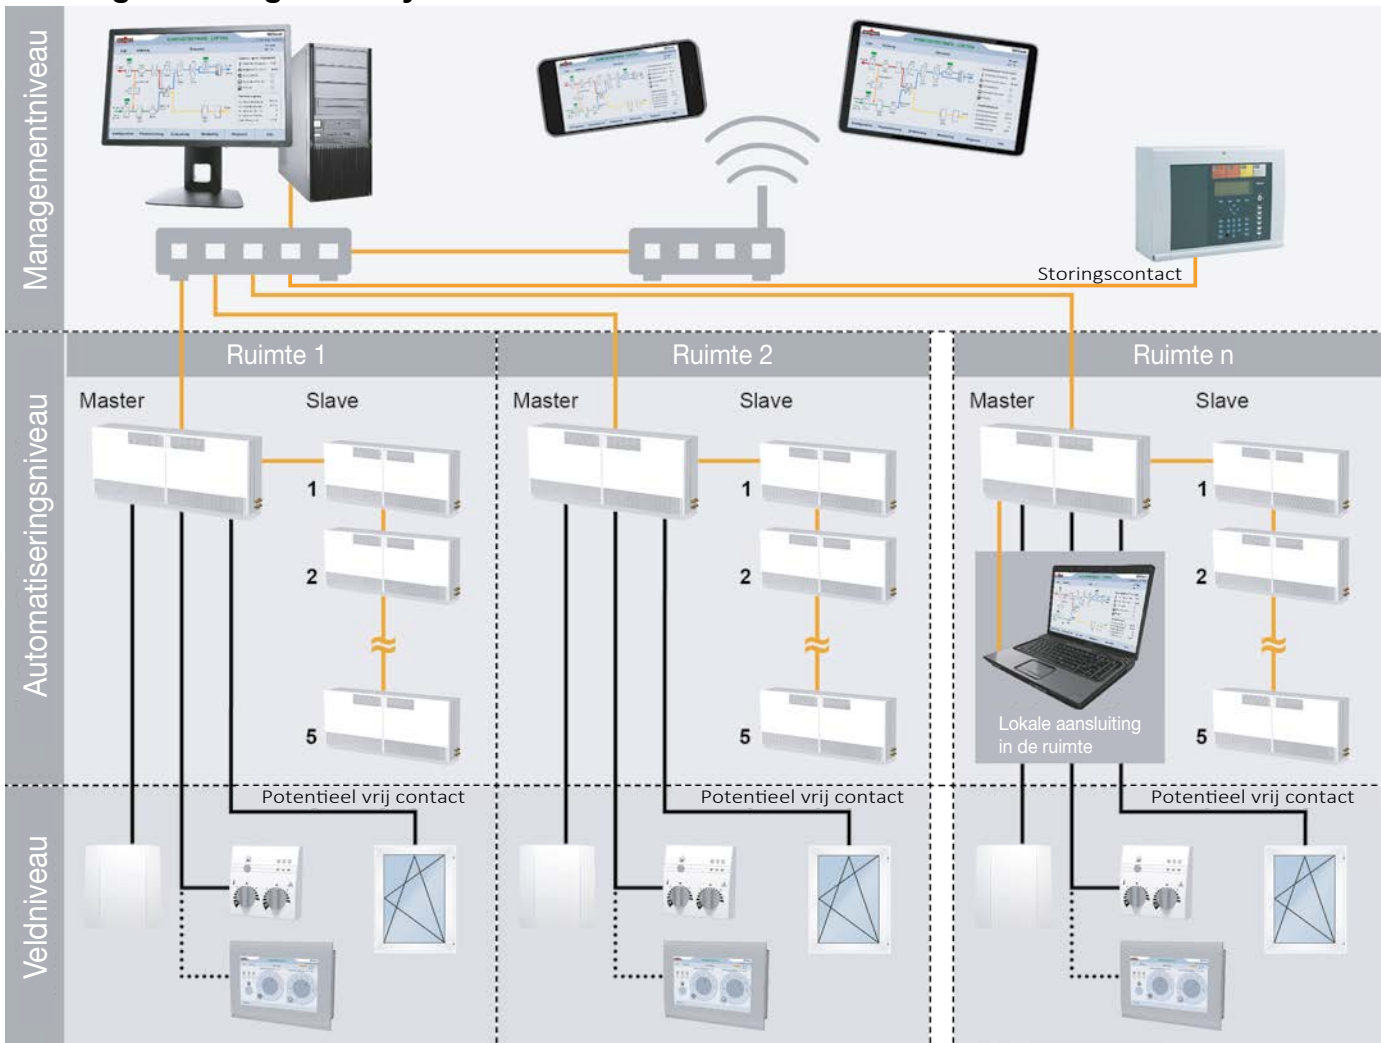 Managementniveau
Storingscontact
Automatiseringsniveau
Ruimte 1
Ruimte 2
Ruimte n
Master
Slave
Master
Slave
Master
Slave
1
1
1
2
2
2
5
5
5
Lokale aansluiting
in de ruimte
Veldniveau
Potentieel vrij contact
Potentieel vrij contact
Potentieel vrij contact